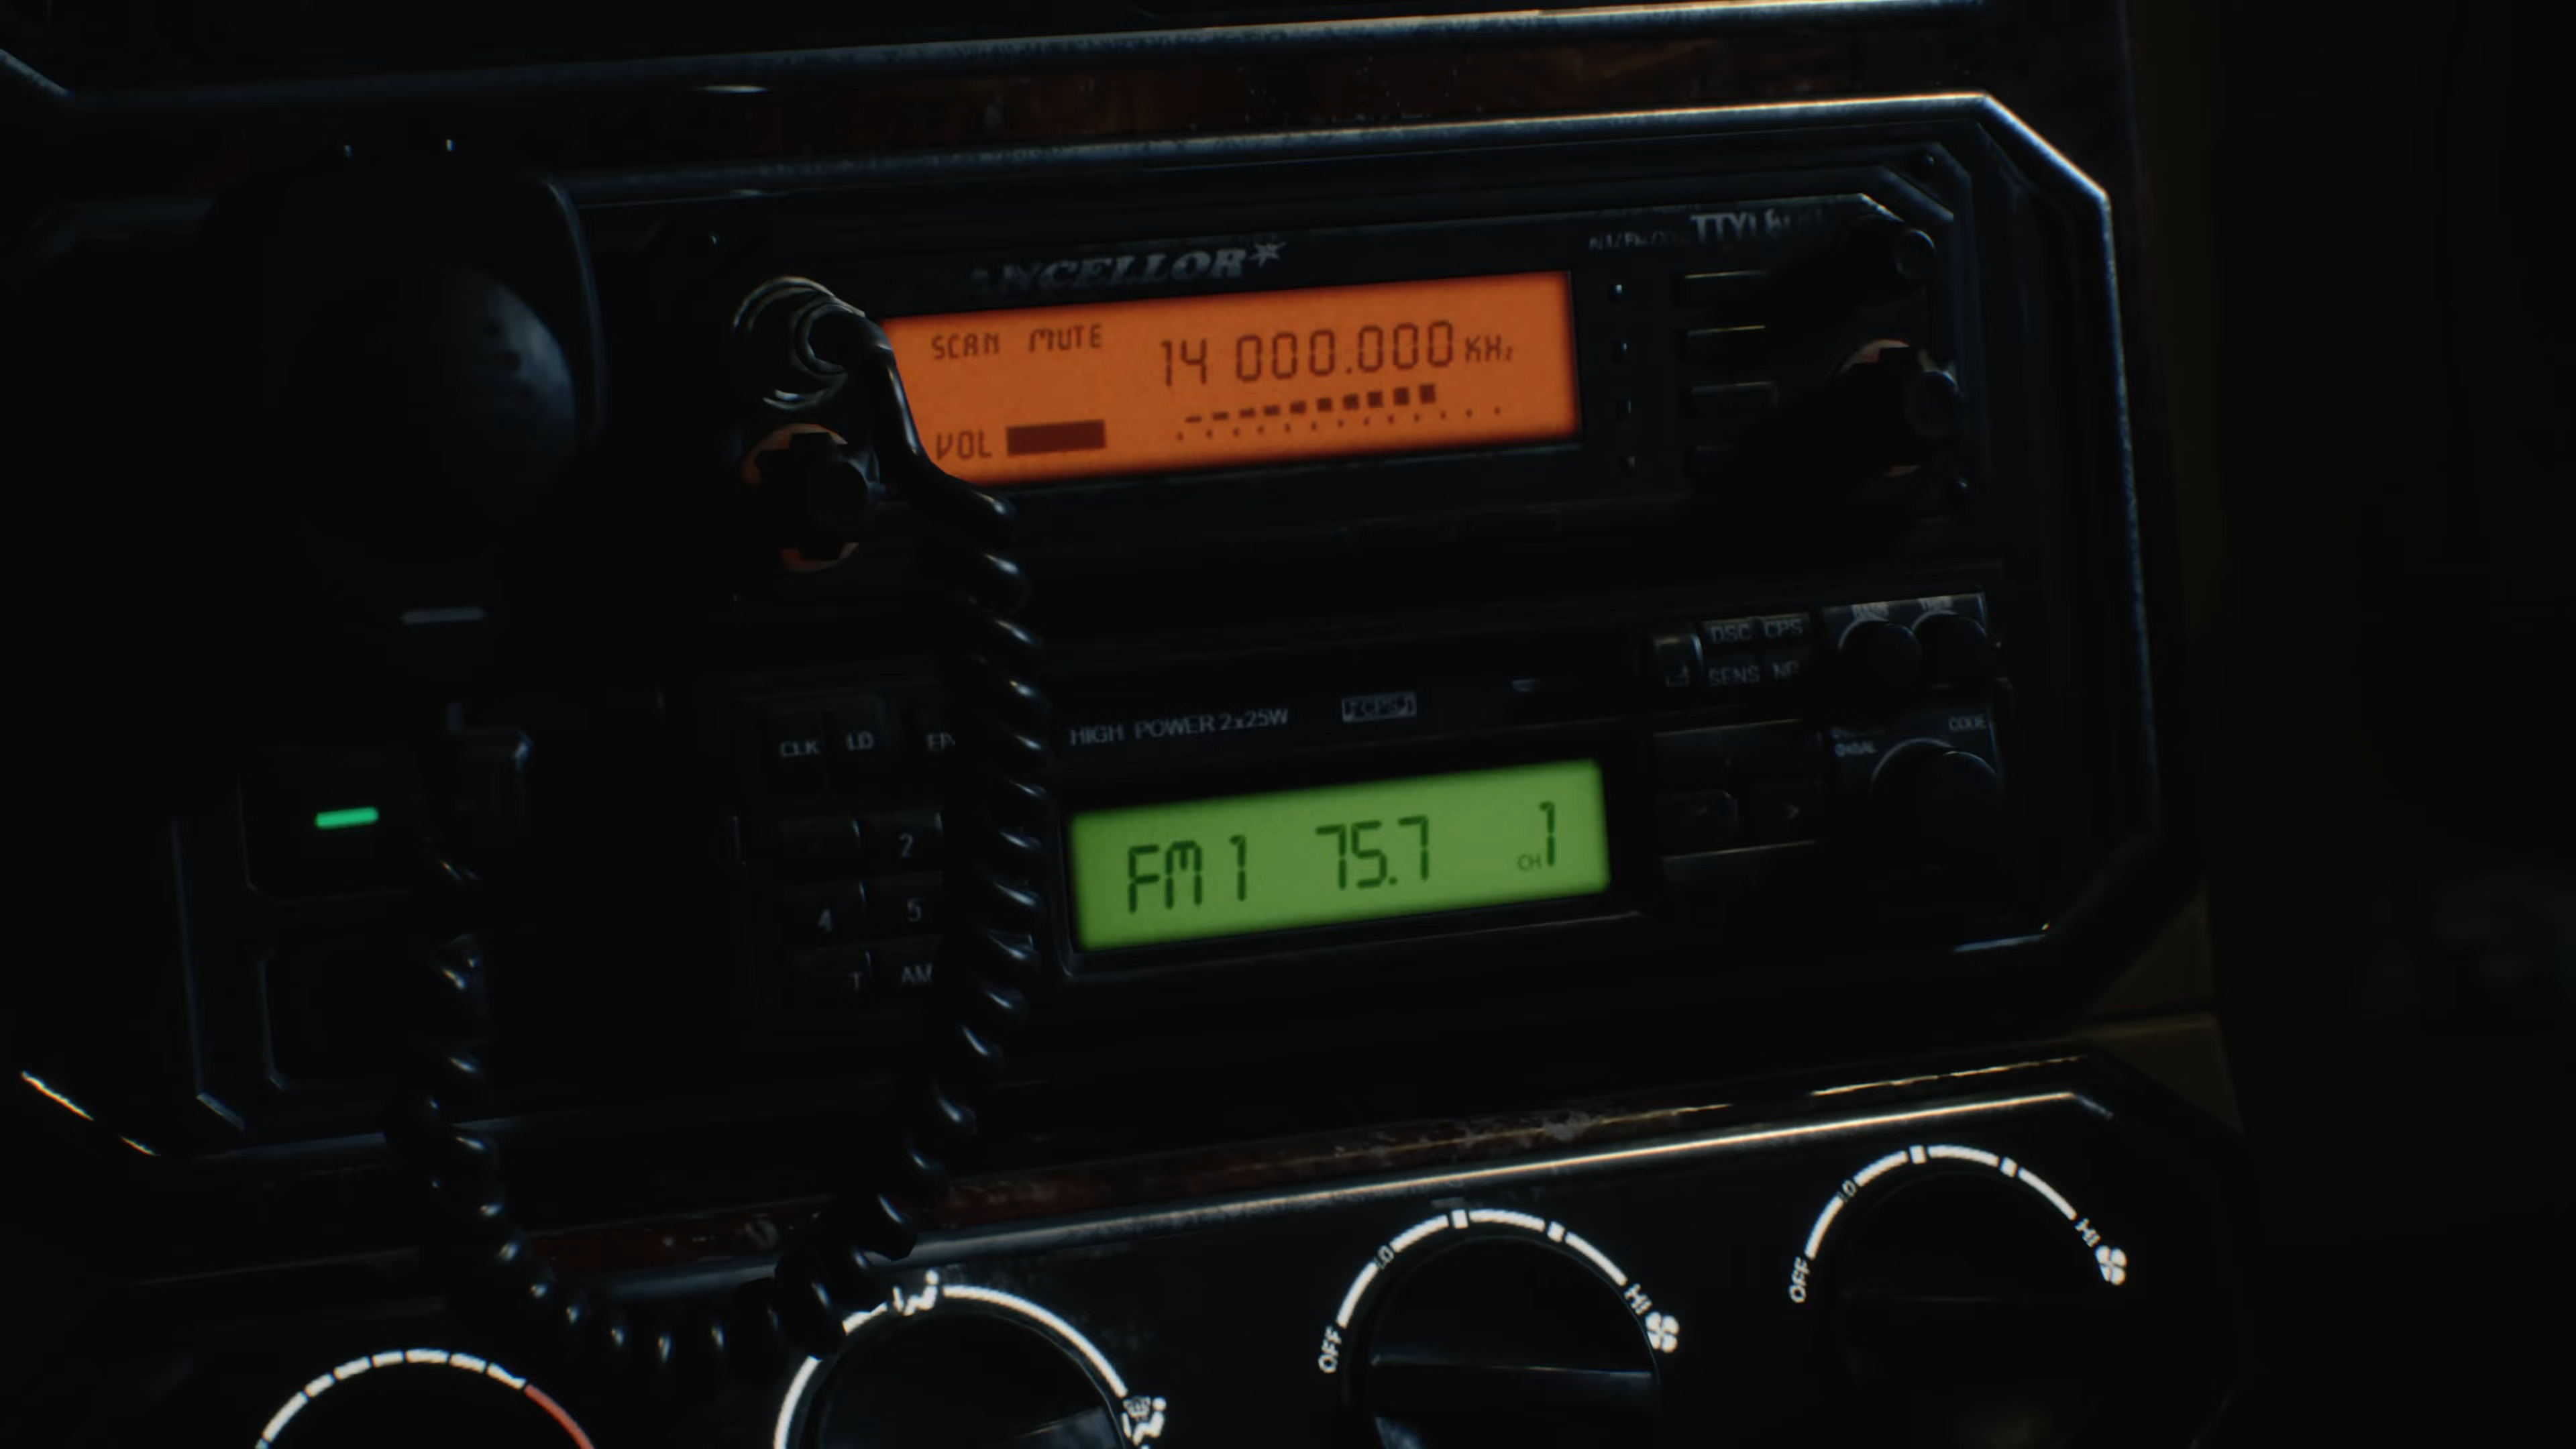 ANCELLOR
SCAN MUTE 14 000.000 KHz
VOL
DSC CPS
SENS NR
HIGH POWER 2x25W CPS
CLK LD
CODE
2
FM 1 75.7 CH 1
4 5
AM
OFF LO HI
OFF LO HI